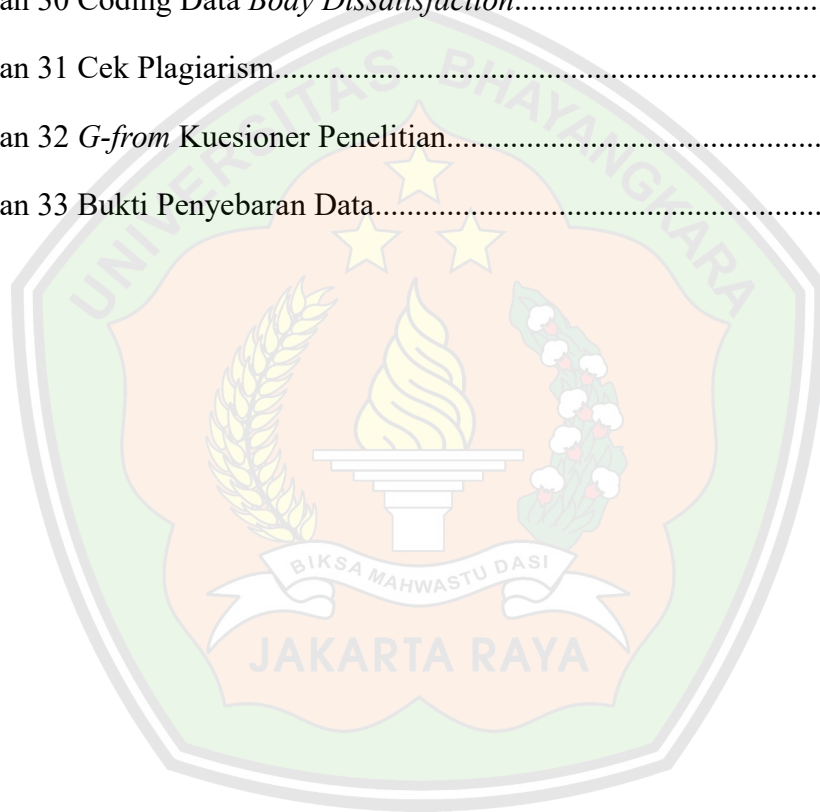 an 30 Coding Data Body Dissatisfaction........................................
an 31 Cek Plagiarism.....................................................................
an 32 G-from Kuesioner Penelitian................................................
an 33 Bukti Penyebaran Data.........................................................
UNIVERSITAS BHAYANGKARA
BIKSA MAHWASTU DASI
JAKARTA RAYA